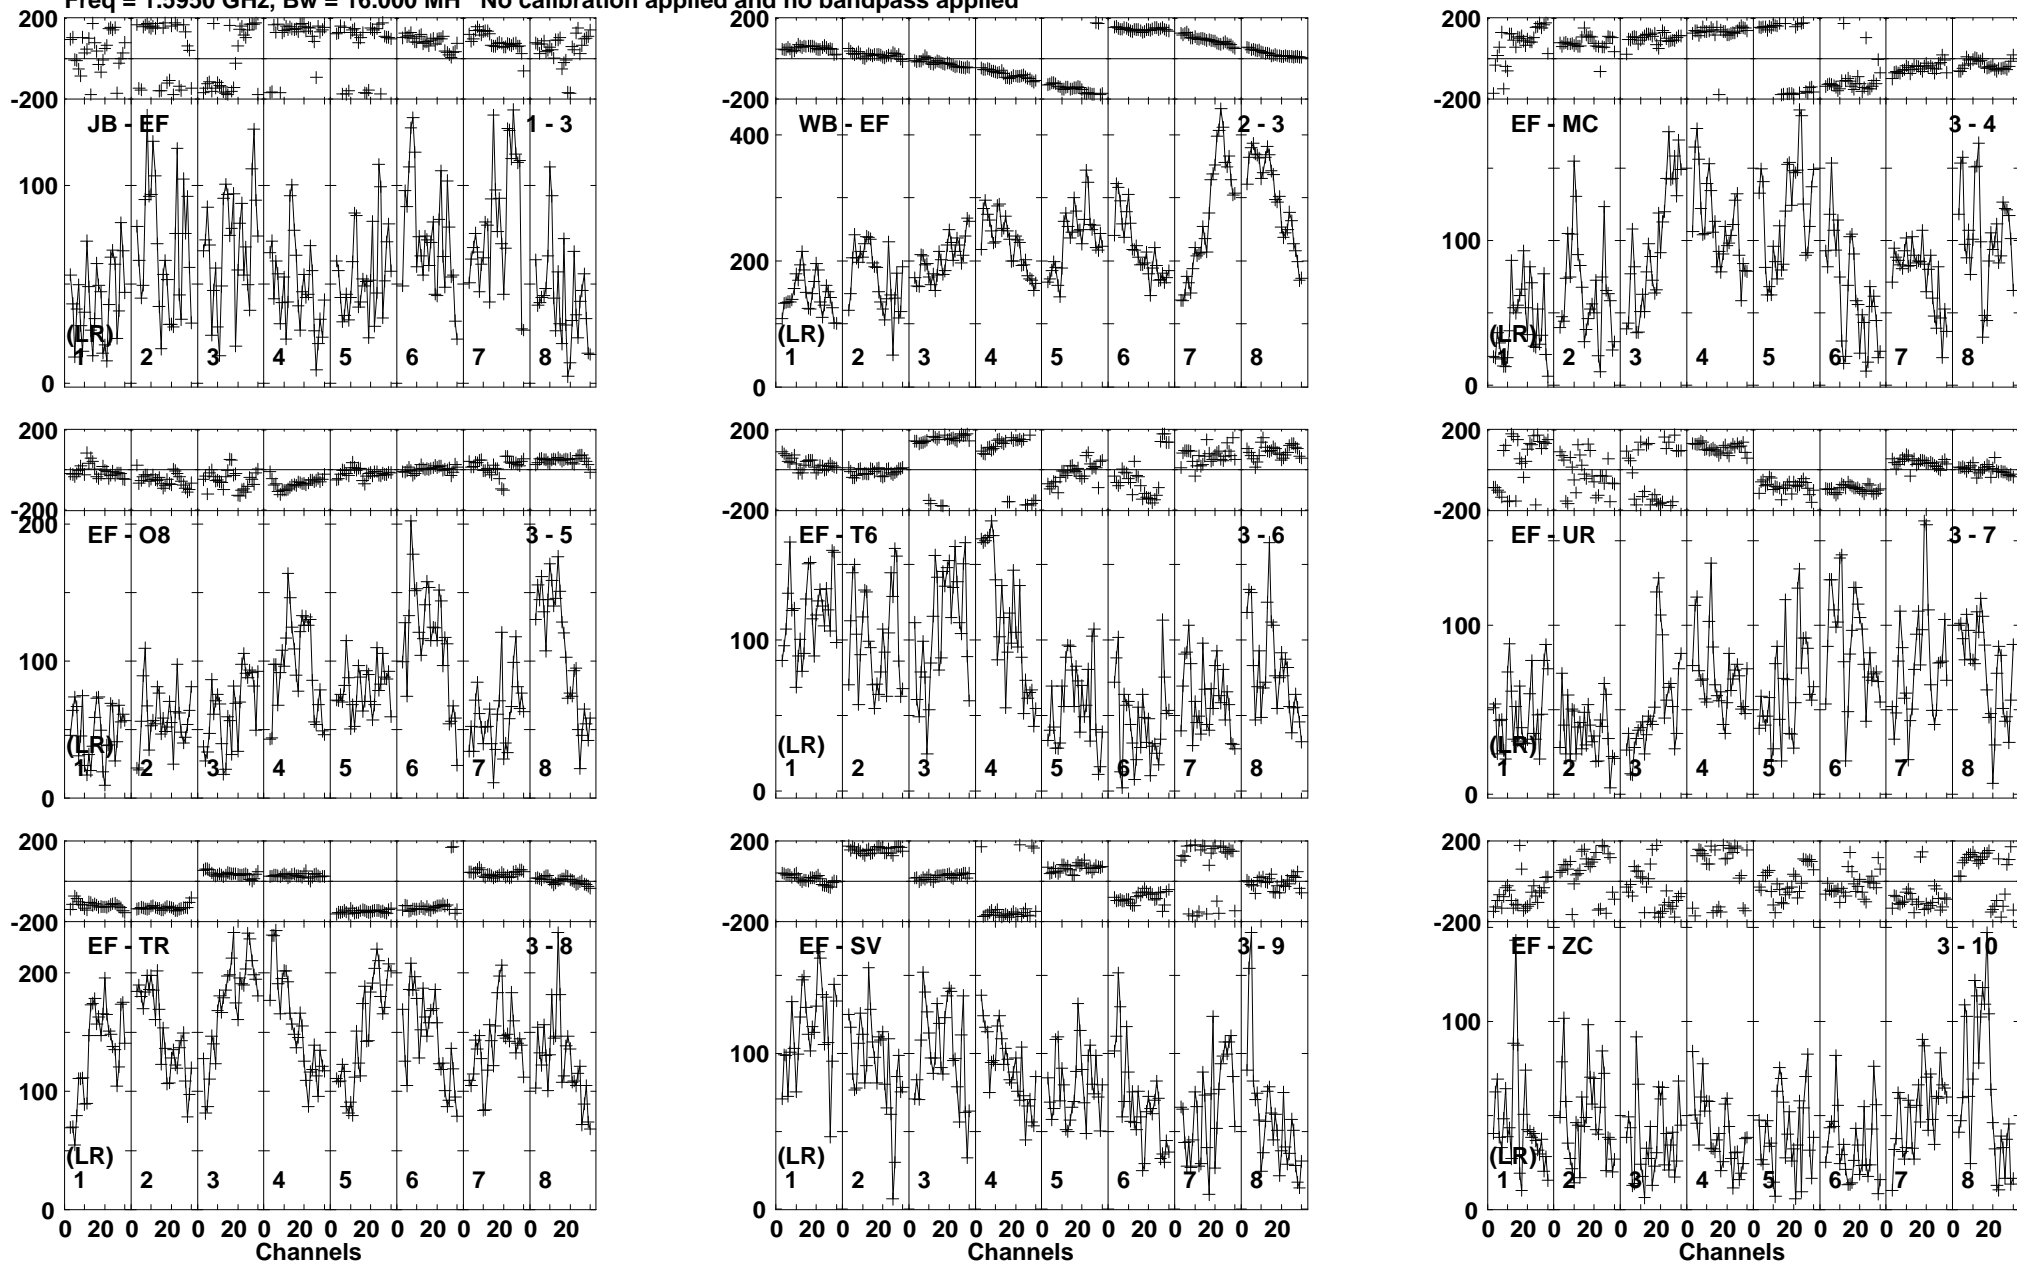 Freq = 1.5950 GHz, Bw = 16.000 MH No calibration applied and no bandpass applied
200 200 200
-200 -200 -200
JB - EF 1 - 3 WB - EF 2 - 3 EF - MC 3 - 4
400
100 200 100
(LR) (LR) (LR)
1 2 3 4 5 6 7 8 1 2 3 4 5 6 7 8 1 2 3 4 5 6 7 8
0 0 0
200 200 200
-200 -200 -200
200
EF - O8 3 - 5 EF - T6 3 - 6 EF - UR 3 - 7
100 100 100
(LR) (LR) (LR)
1 2 3 4 5 6 7 8 1 2 3 4 5 6 7 8 1 2 3 4 5 6 7 8
0 0 0
200 200 200
-200 -200 -200
EF - TR 3 - 8 EF - SV 3 - 9 EF - ZC 3 - 10
200
100 100 100
(LR) (LR) (LR)
1 2 3 4 5 6 7 8 1 2 3 4 5 6 7 8 1 2 3 4 5 6 7 8
0 0 0
0 20 0 20 0 20 0 20 0 20 0 20 0 20 0 20 0 20 0 20 0 20 0 20 0 20 0 20 0 20 0 20 0 20 0 20 0 20 0 20 0 20 0 20 0 20 0 20
Channels Channels Channels